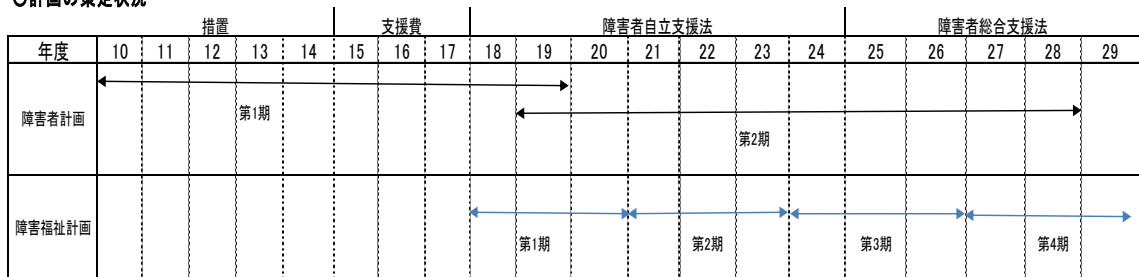 〇計画の策定状況
措置 支援費 障害者自立支援法 障害者総合支援法
年度 10 11 12 13 14 15 16 17 18 19 20 21 22 23 24 25 26 27 28 29
障害者計画 第1期 第2期
障害福祉計画 第1期 第2期 第3期 第4期